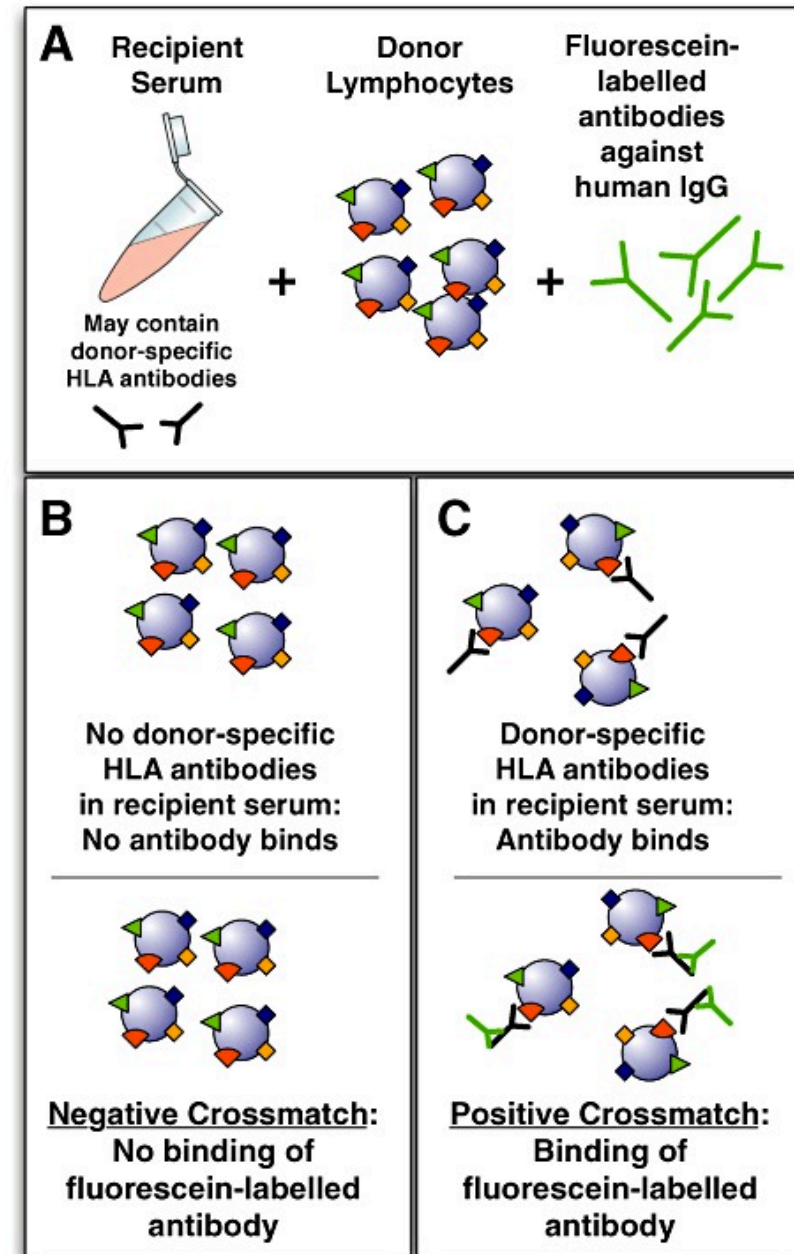 A
Recipient
Serum
Donor
Lymphocytes
Fluorescein-
labelled
antibodies
against
human IgG
+
+
May contain
donor-specific
HLA antibodies
B
No donor-specific
HLA antibodies
in recipient serum:
No antibody binds
Negative Crossmatch:
No binding of
fluorescein-labelled
antibody
C
Donor-specific
HLA antibodies
in recipient serum:
Antibody binds
Positive Crossmatch:
Binding of
fluorescein-labelled
antibody